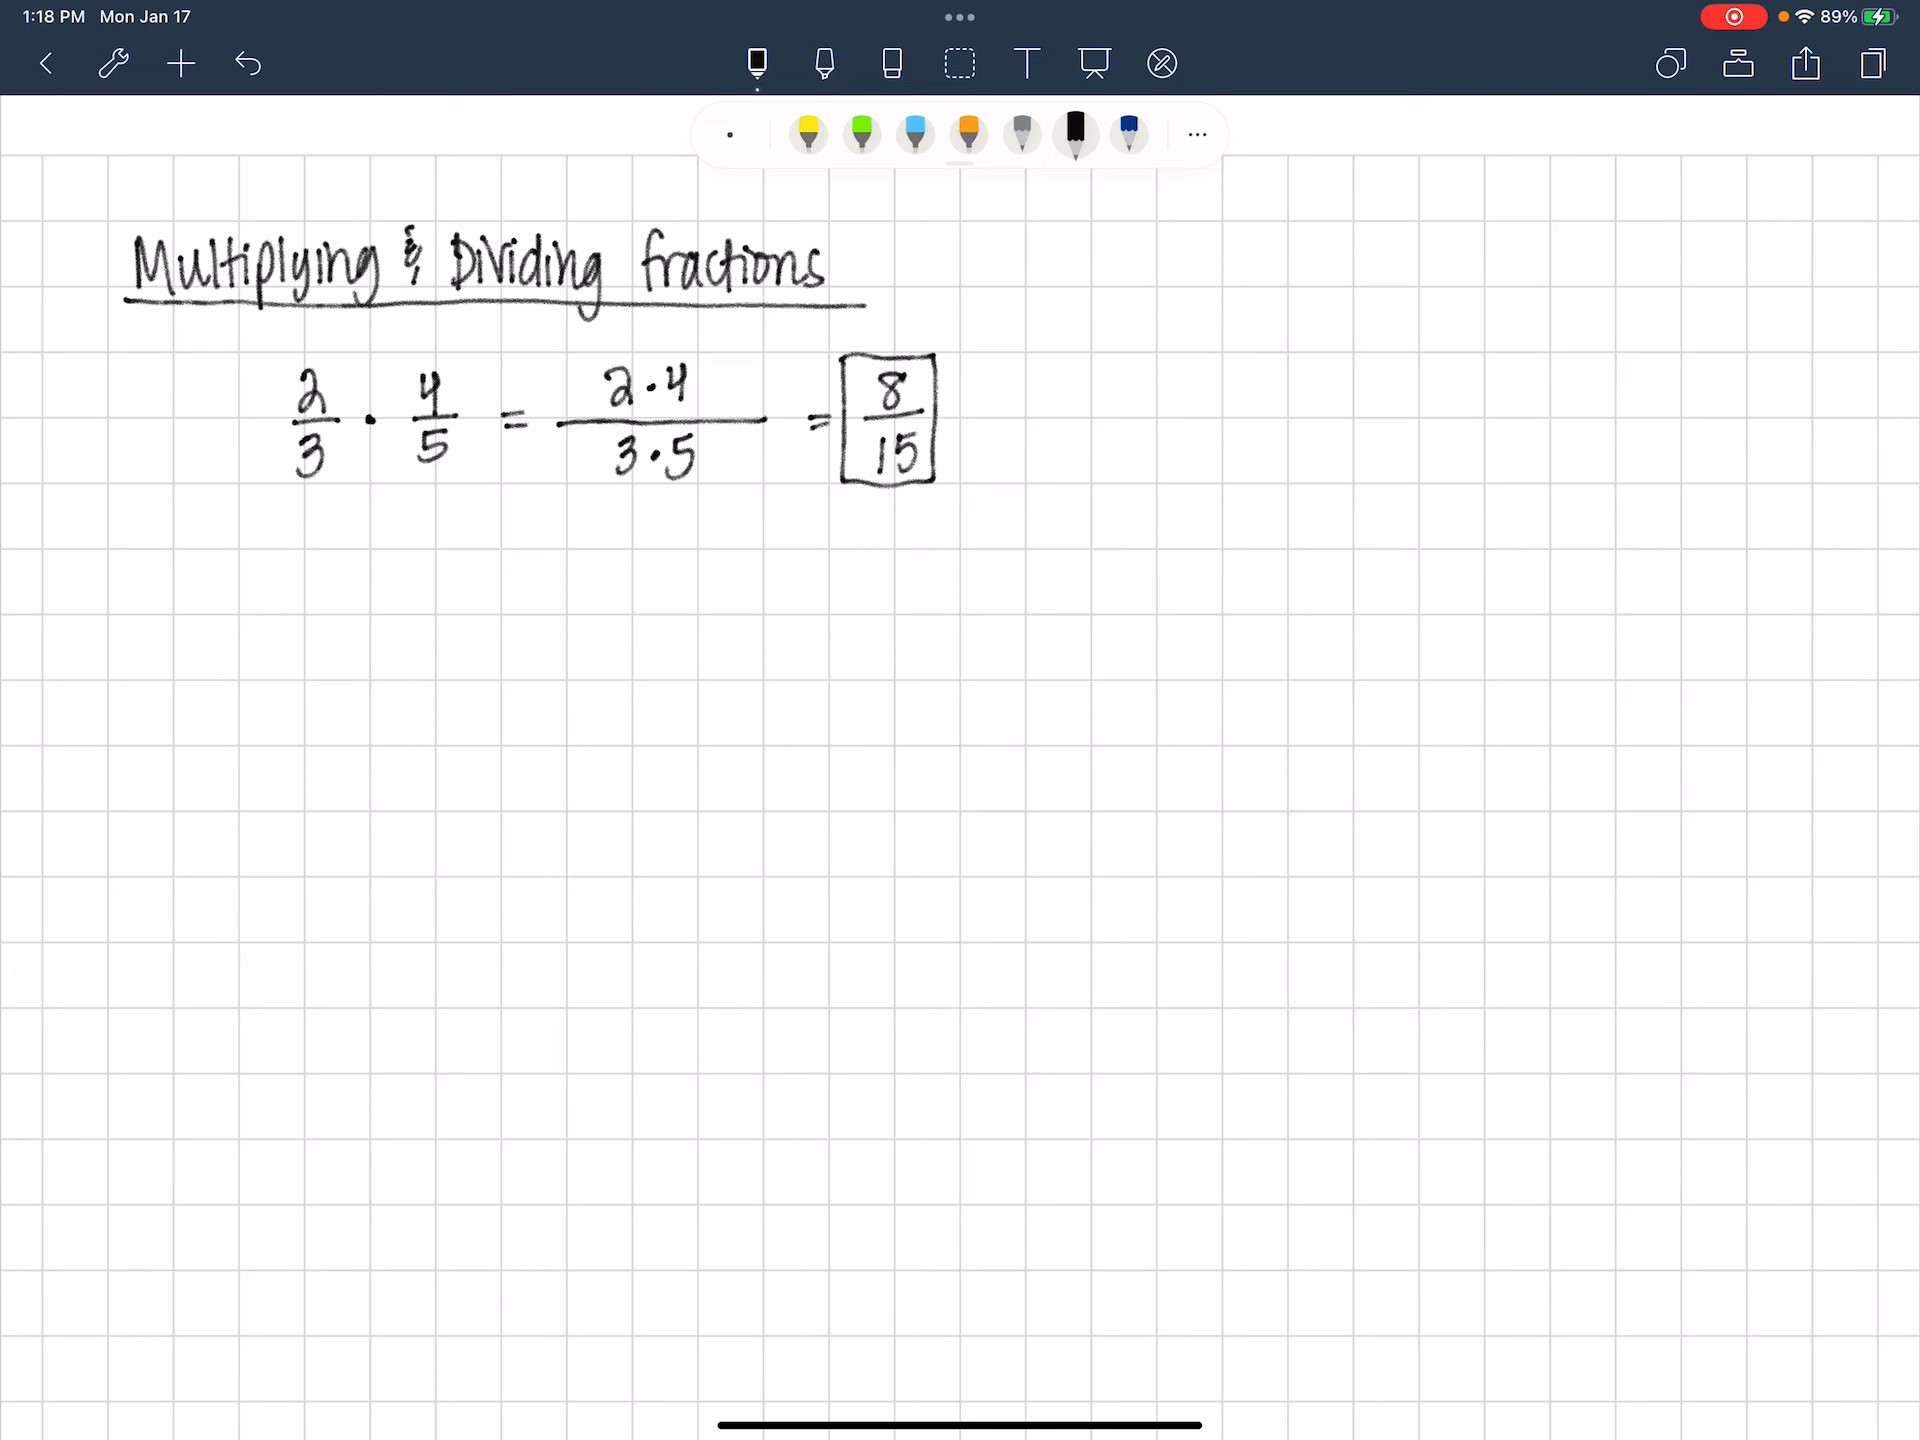 1:18 PM Mon Jan 17
89%
Multiplying & Dividing fractions
2/3 · 4/5 = 2·4/3·5 = 8/15